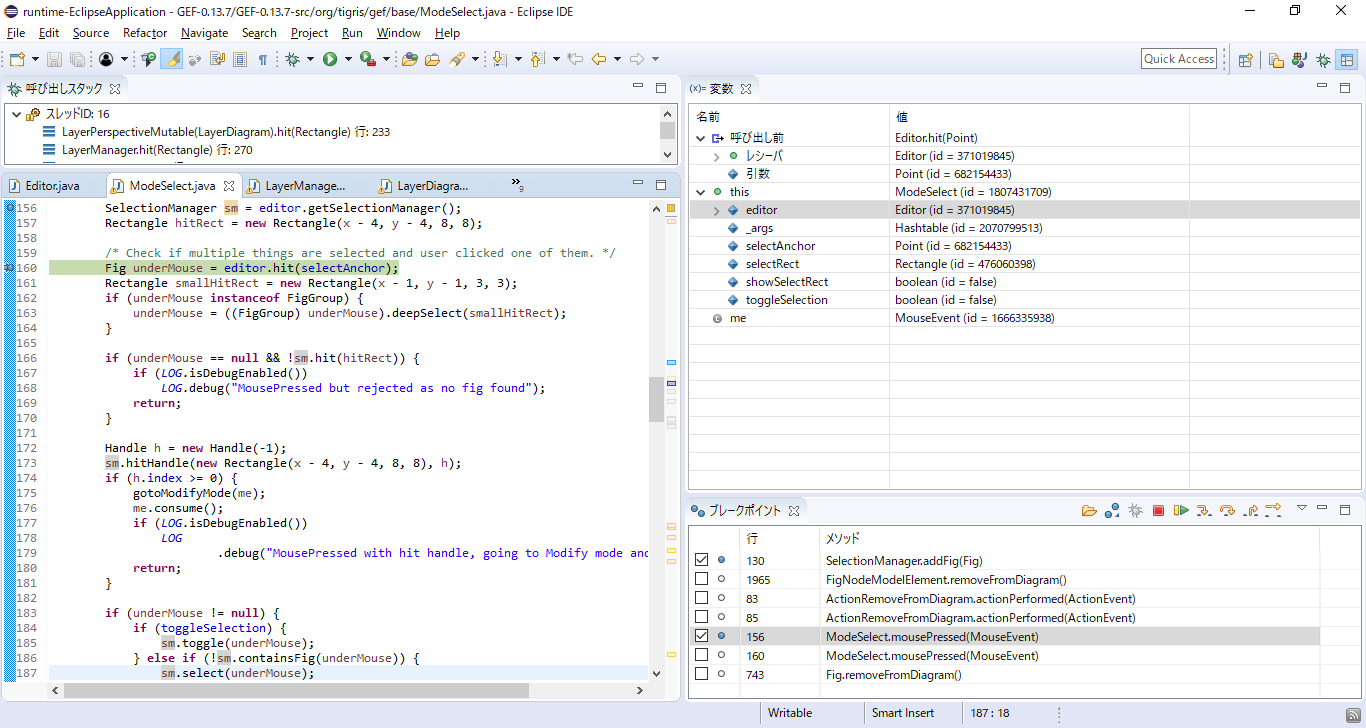 runtime-EclipseApplication - GEF-0.13.7/GEF-0.13.7-src/org/tigris/gef/base/ModeSelect.java - Eclipse IDE
File Edit Source Refactor Navigate Search Project Run Window Help
Quick Access
呼び出しスタック
スレッドID: 16
LayerPerspectiveMutable(LayerDiagram).hit(Rectangle) 行: 233
LayerManager.hit(Rectangle) 行: 270
Editor.java ModeSelect.java LayerManage... LayerDiagra... »9
156 SelectionManager sm = editor.getSelectionManager();
157 Rectangle hitRect = new Rectangle(x - 4, y - 4, 8, 8);
158
159 /* Check if multiple things are selected and user clicked one of them. */
160 Fig underMouse = editor.hit(selectAnchor);
161 Rectangle smallHitRect = new Rectangle(x - 1, y - 1, 3, 3);
162 if (underMouse instanceof FigGroup) {
163 underMouse = ((FigGroup) underMouse).deepSelect(smallHitRect);
164 }
165
166 if (underMouse == null && !sm.hit(hitRect)) {
167 if (LOG.isDebugEnabled())
168 LOG.debug("MousePressed but rejected as no fig found");
169 return;
170 }
171
172 Handle h = new Handle(-1);
173 sm.hitHandle(new Rectangle(x - 4, y - 4, 8, 8), h);
174 if (h.index >= 0) {
175 gotoModifyMode(me);
176 me.consume();
177 if (LOG.isDebugEnabled())
178 LOG
179 .debug("MousePressed with hit handle, going to Modify mode and
180 return;
181 }
182
183 if (underMouse != null) {
184 if (toggleSelection) {
185 sm.toggle(underMouse);
186 } else if (!sm.containsFig(underMouse)) {
187 sm.select(underMouse);
(x)= 変数
名前 値
呼び出し前 Editor.hit(Point)
レシーバ Editor (id = 371019845)
引数 Point (id = 682154433)
this ModeSelect (id = 1807431709)
editor Editor (id = 371019845)
_args Hashtable (id = 2070799513)
selectAnchor Point (id = 682154433)
selectRect Rectangle (id = 476060398)
showSelectRect boolean (id = false)
toggleSelection boolean (id = false)
me MouseEvent (id = 1666335938)
ブレークポイント
行 メソッド
130 SelectionManager.addFig(Fig)
1965 FigNodeModelElement.removeFromDiagram()
83 ActionRemoveFromDiagram.actionPerformed(ActionEvent)
85 ActionRemoveFromDiagram.actionPerformed(ActionEvent)
156 ModeSelect.mousePressed(MouseEvent)
160 ModeSelect.mousePressed(MouseEvent)
743 Fig.removeFromDiagram()
Writable Smart Insert 187 : 18